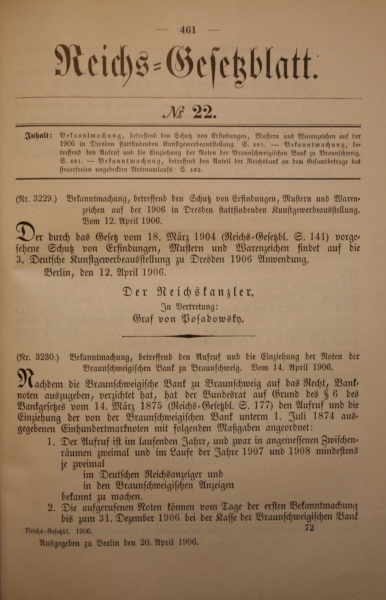 — 461 —
Reichs-Gesetzblatt.
№ 22.
Inhalt: Bekanntmachung, betreffend den Schutz von Erfindungen, Mustern und Warenzeichen auf der
1906 in Dresden stattfindenden Kunstgewerbeausstellung. S. 461. — Bekanntmachung, be-
treffend den Aufruf und die Einziehung der Noten der Braunschweigischen Bank zu Braunschweig.
S. 461. — Bekanntmachung, betreffend den Anteil der Reichsbank an dem Gesamtbetrage des
steuerfreien ungedeckten Notenumlaufs. S. 462.
(Nr. 3229.) Bekanntmachung, betreffend den Schutz von Erfindungen, Mustern und Waren-
zeichen auf der 1906 in Dresden stattfindenden Kunstgewerbeausstellung.
Vom 12. April 1906.
Der durch das Gesetz vom 18. März 1904 (Reichs-Gesetzbl. S. 141) vorge-
sehene Schutz von Erfindungen, Mustern und Warenzeichen findet auf die
3. Deutsche Kunstgewerbeausstellung zu Dresden 1906 Anwendung.
Berlin, den 12. April 1906.
Der Reichskanzler.
In Vertretung:
Graf von Posadowsky.
(Nr. 3230.) Bekanntmachung, betreffend den Aufruf und die Einziehung der Noten der
Braunschweigischen Bank zu Braunschweig. Vom 14. April 1906.
Nachdem die Braunschweigische Bank zu Braunschweig auf das Recht, Bank-
noten auszugeben, verzichtet hat, hat der Bundesrat auf Grund des § 6 des
Bankgesetzes vom 14. März 1875 (Reichs-Gesetzbl. S. 177) den Aufruf und die
Einziehung der von der Braunschweigischen Bank unterm 1. Juli 1874 aus-
gegebenen Einhundertmarknoten mit folgenden Maßgaben angeordnet:
1. Der Aufruf ist im laufenden Jahre, und zwar in angemessenen Zwischen-
räumen zweimal und im Laufe der Jahre 1907 und 1908 mindestens
je zweimal
im Deutschen Reichsanzeiger und
in den Braunschweigischen Anzeigen
bekannt zu machen.
2. Die aufgerufenen Noten können vom Tage der ersten Bekanntmachung
bis zum 31. Dezember 1906 bei der Kasse der Braunschweigischen Bank
Reichs-Gesetzbl. 1906. 72
Ausgegeben zu Berlin den 20. April 1906.